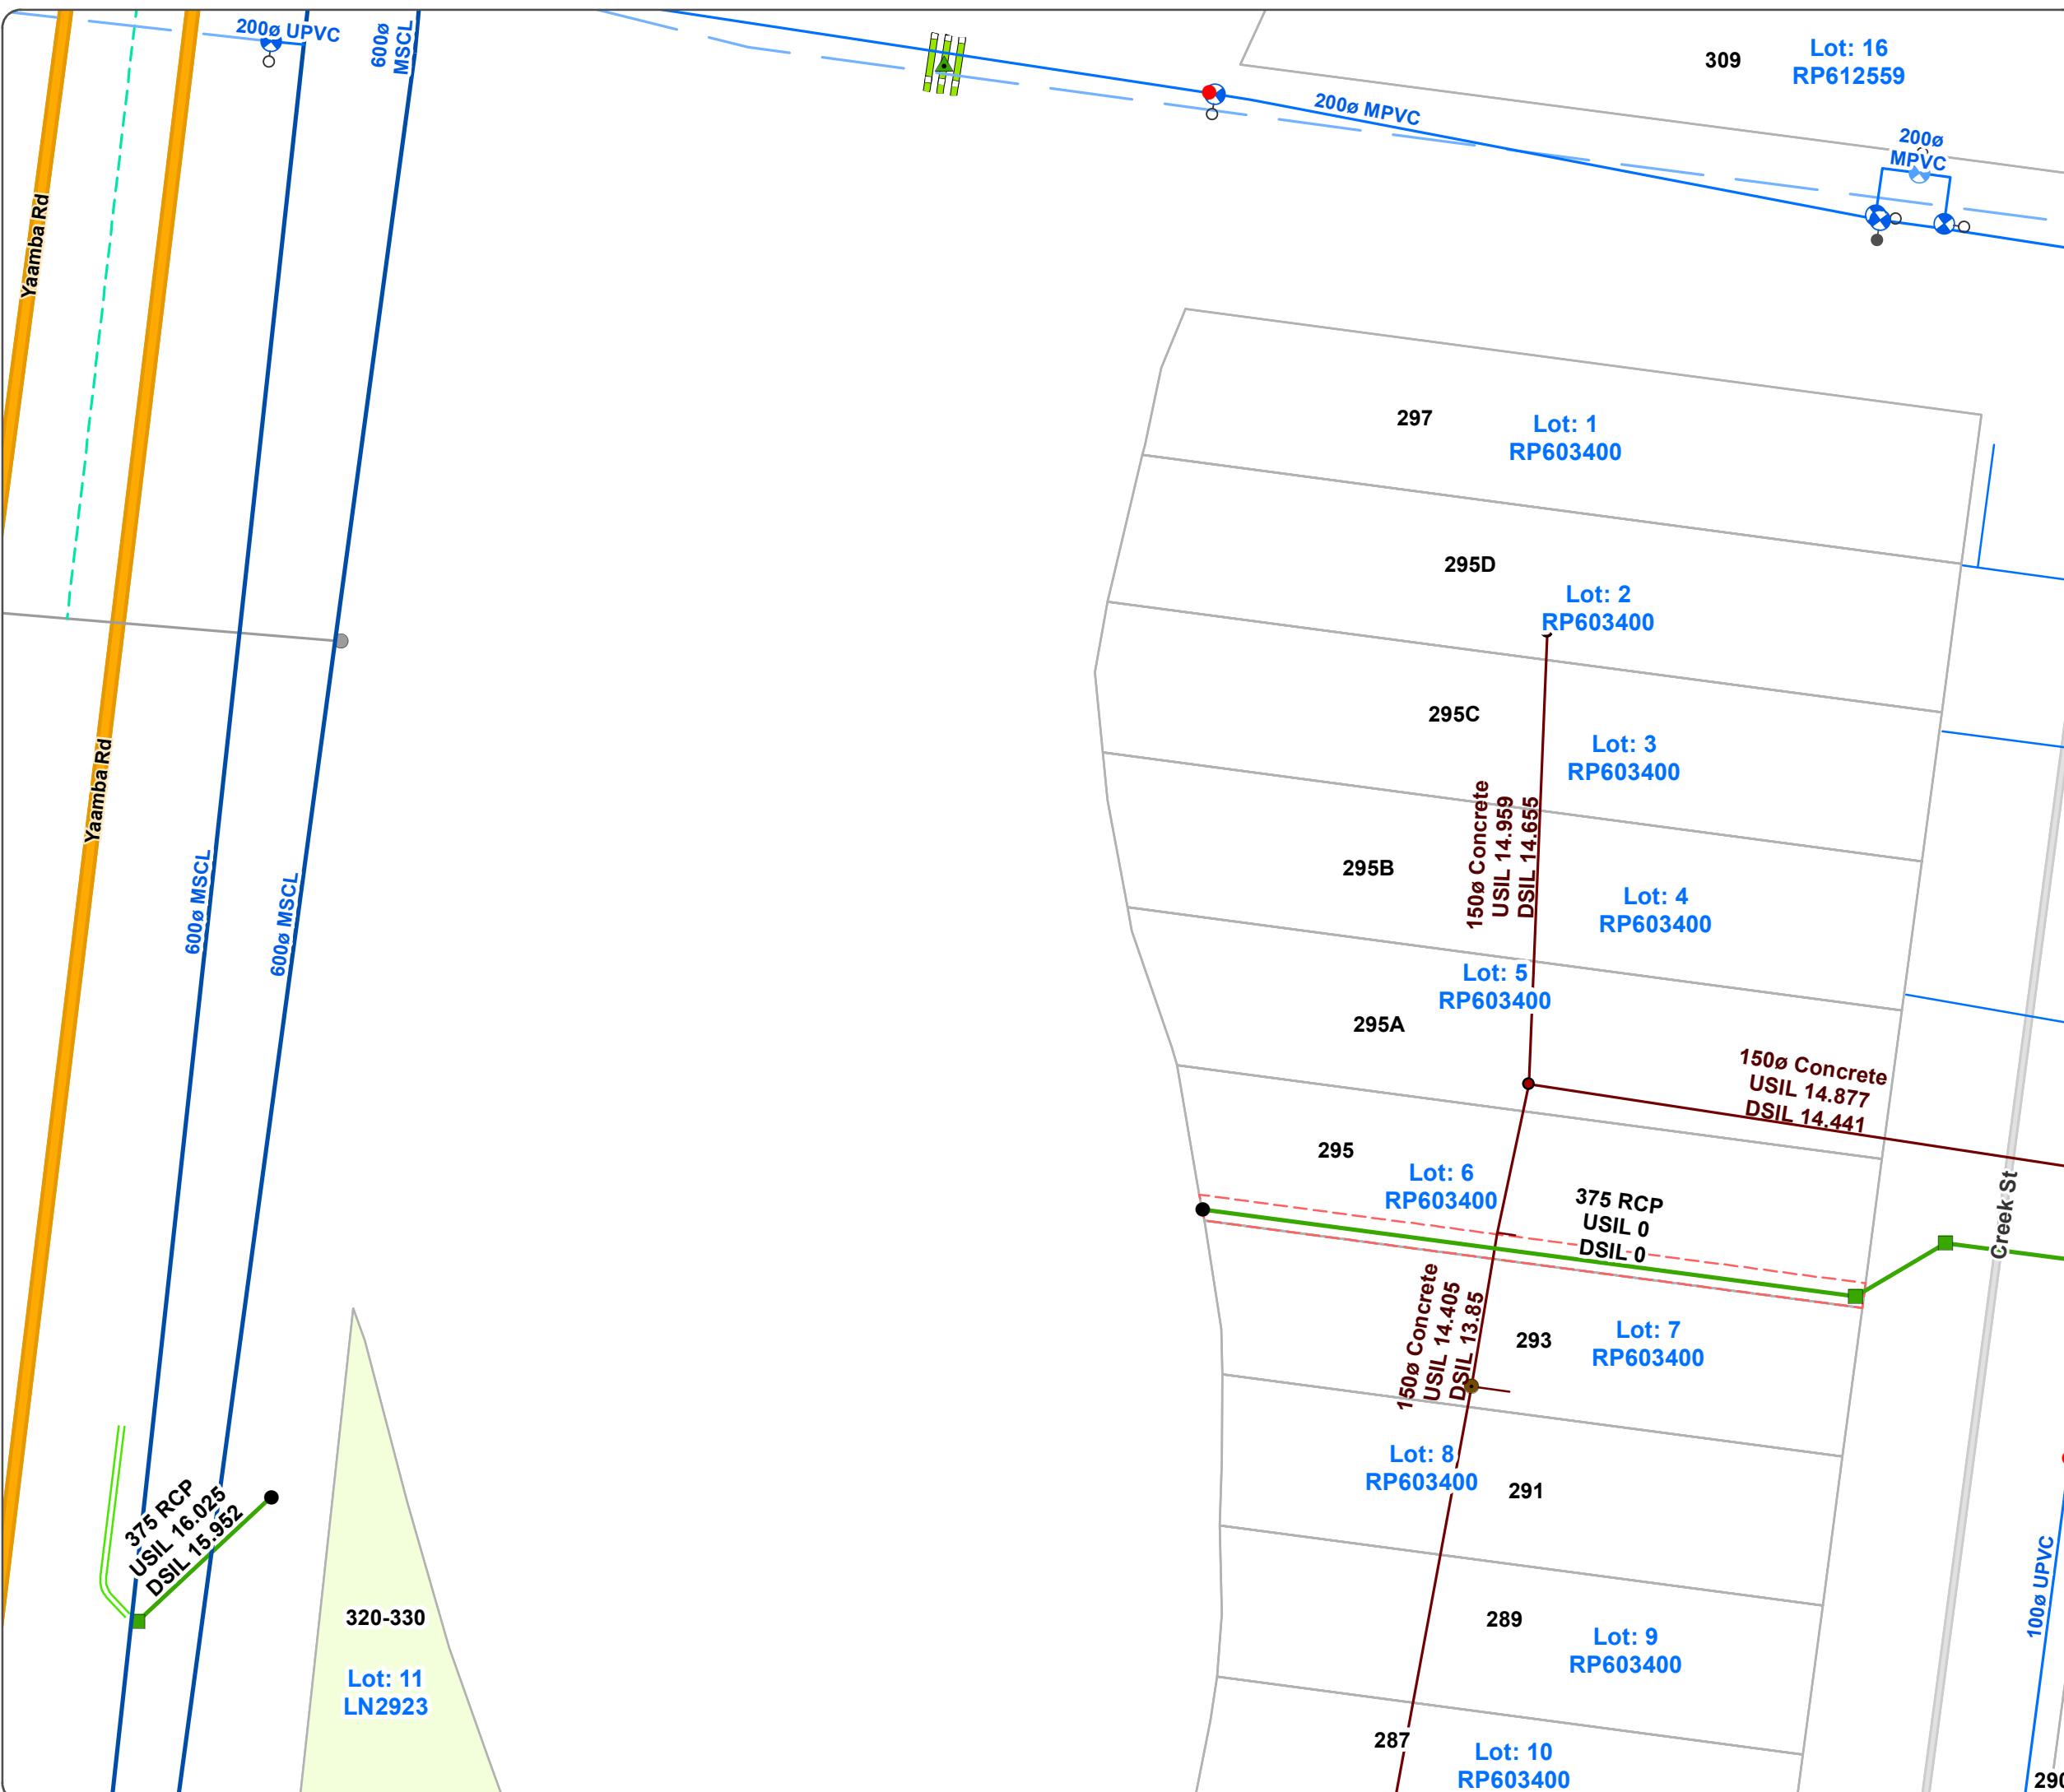 200ø UPVC
600ø
MSCL
309
Lot: 16
RP612559
200ø MPVC
200ø
MPVC
Yaamba Rd
297
Lot: 1
RP603400
295D
Lot: 2
RP603400
295C
Lot: 3
RP603400
Yaamba Rd
150ø Concrete
USIL 14.959
DSIL 14.655
295B
Lot: 4
RP603400
600ø MSCL
600ø MSCL
Lot: 5
RP603400
295A
150ø Concrete
USIL 14.877
DSIL 14.441
295
Lot: 6
RP603400
375 RCP
USIL 0
DSIL 0
Creek St
150ø Concrete
USIL 14.405
DSIL 13.85
293
Lot: 7
RP603400
Lot: 8
RP603400
291
375 RCP
USIL 16.025
DSIL 15.952
100ø UPVC
320-330
Lot: 11
LN2923
289
Lot: 9
RP603400
287
Lot: 10
RP603400